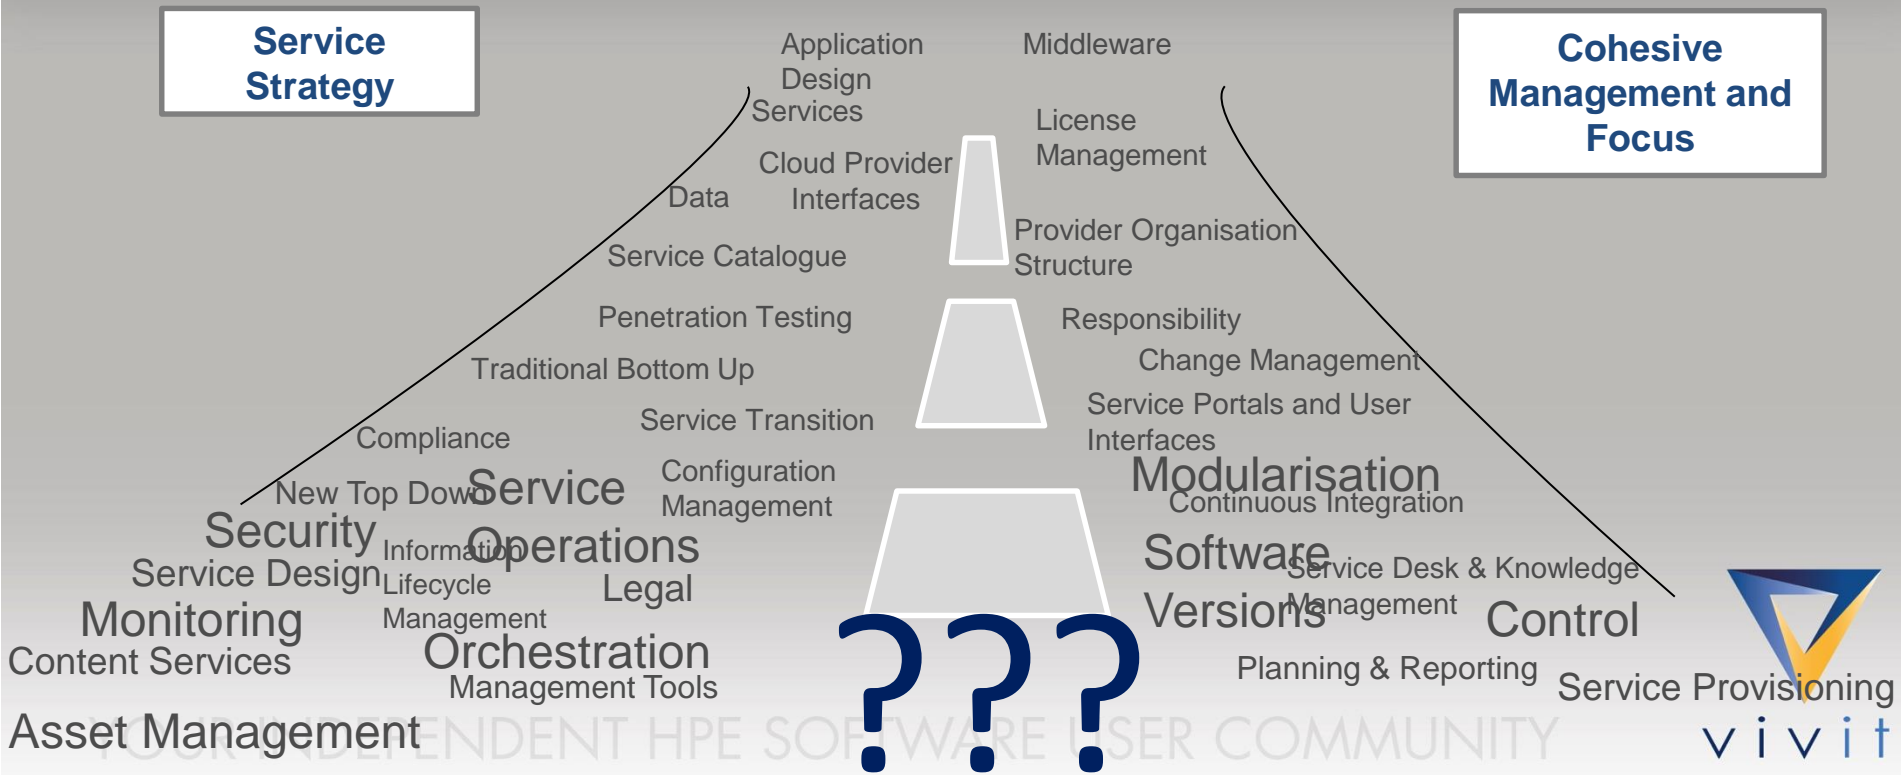 Service
Strategy
Application
Design
Middleware
Cohesive
Management and
Focus
Services
License
Management
Cloud Provider
Interfaces
Data
Provider Organisation
Structure
Service Catalogue
Penetration Testing
Responsibility
Traditional Bottom Up
Change Management
Service Transition
Service Portals and User
Interfaces
Compliance
Configuration
Management
Modularisation
Continuous Integration
New Top Down
Service
Operations
Security
Information
Lifecycle
Management
Service Design
Legal
Software
Versions
Service Desk & Knowledge
Management
Monitoring
Control
Content Services
Orchestration
Management Tools
Planning & Reporting
Service Provisioning
Asset Management
???
YOUR INDEPENDENT HPE SOFTWARE USER COMMUNITY
vivit